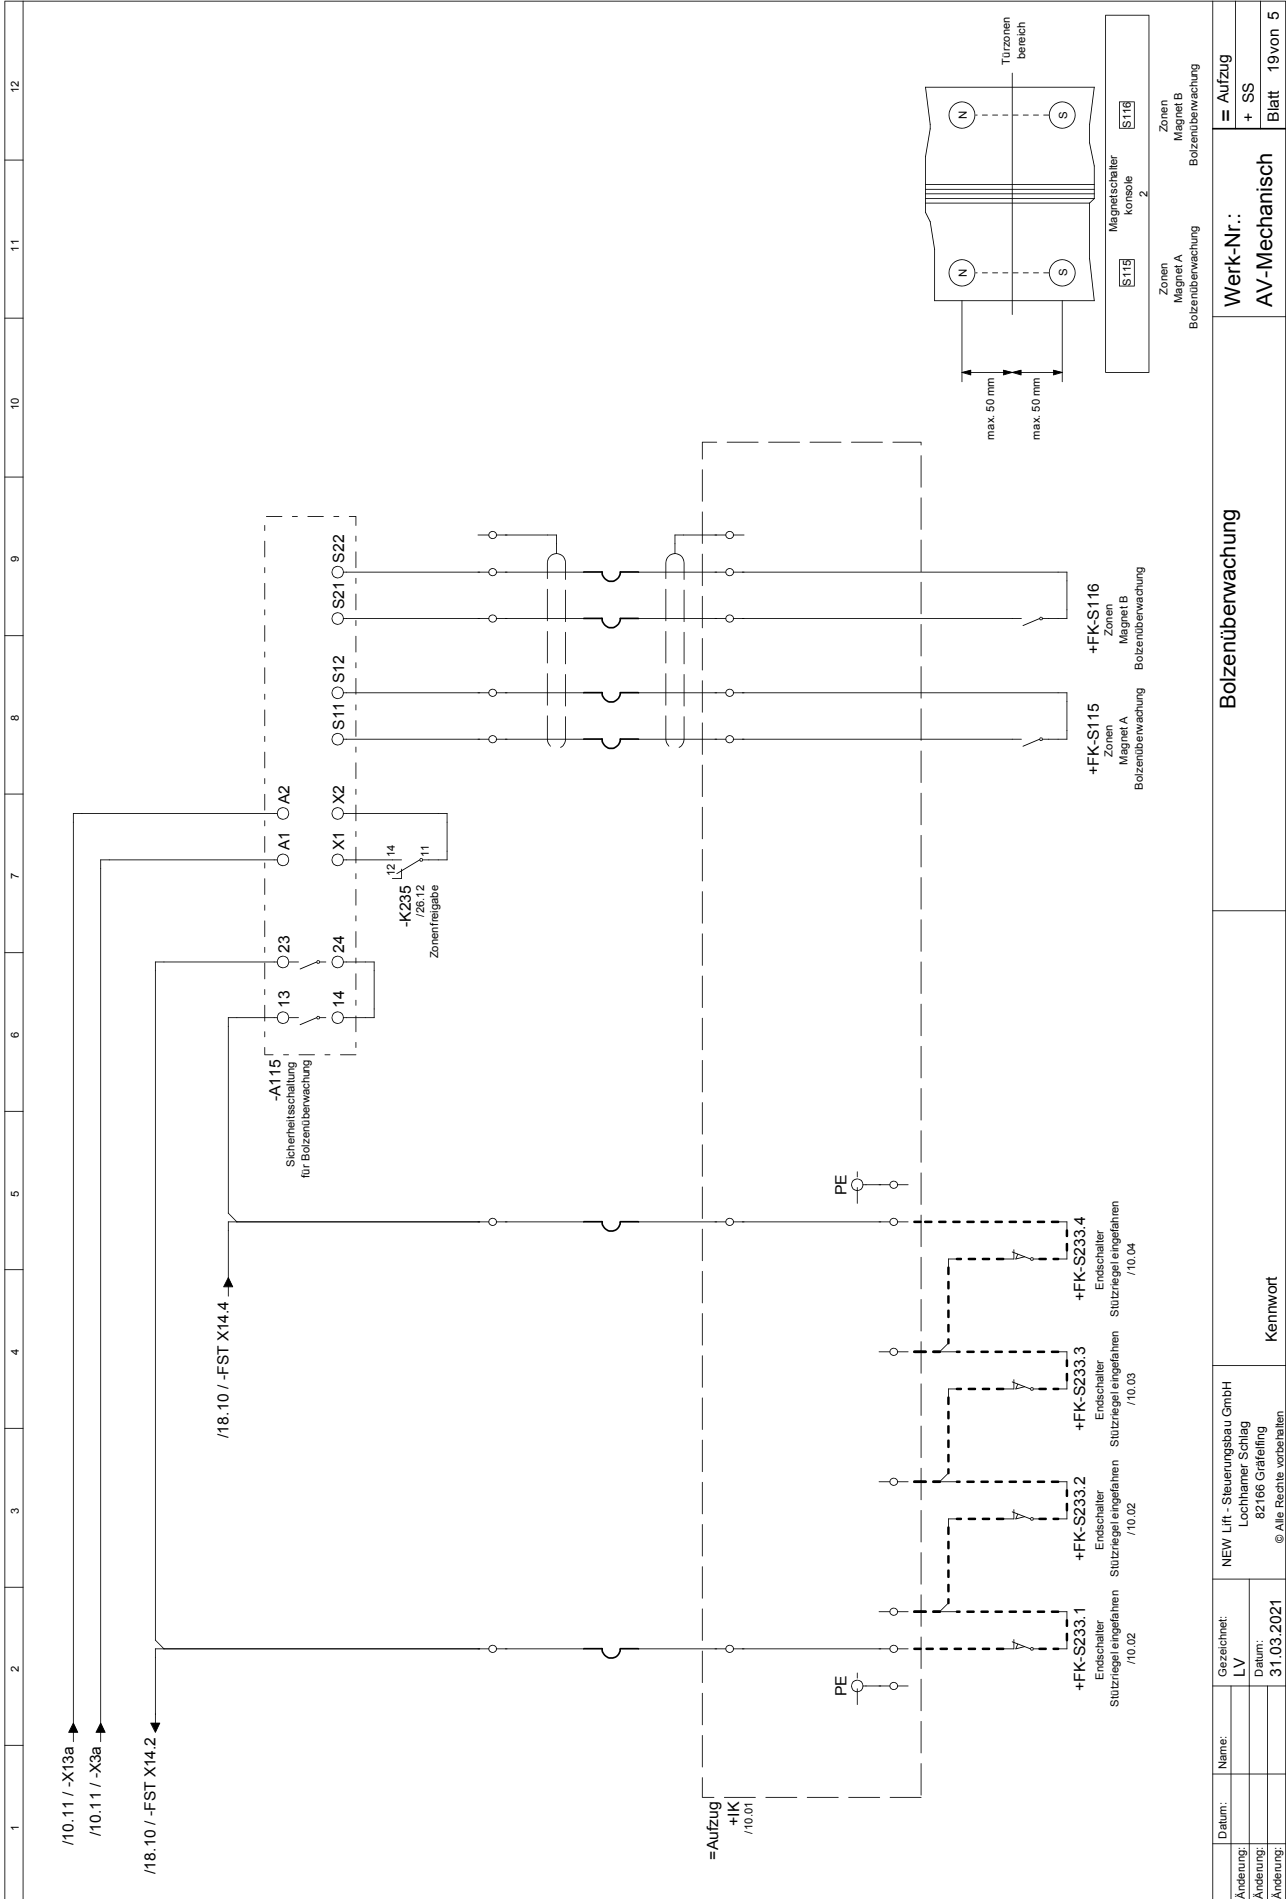 1 2 3 4 5 6 7 8 9 10 11 12
/10.11 / -X13a
/10.11 / -X3a
/18.10 / -FST X14.2
/18.10 / -FST X14.4
-A115
Sicherheitsschaltung
für Bolzenüberwachung
13 23 A1 A2
14 24 X1 X2 S11 S12 S21 S22
12 14
11
-K235
/26.12
Zonenfreigabe
=Aufzug
+IK
/10.01
PE
PE
+FK-S233.1
Endschalter
Stützriegel eingefahren
/10.02
+FK-S233.2
Endschalter
Stützriegel eingefahren
/10.02
+FK-S233.3
Endschalter
Stützriegel eingefahren
/10.03
+FK-S233.4
Endschalter
Stützriegel eingefahren
/10.04
+FK-S115
Zonen
Magnet A
Bolzenüberwachung
+FK-S116
Zonen
Magnet B
Bolzenüberwachung
max. 50 mm
max. 50 mm
N
S
N
S
Türzonen
bereich
S115
Magnetschalter
konsole
2
S116
Zonen
Magnet A
Bolzenüberwachung
Zonen
Magnet B
Bolzenüberwachung
Datum:
Name:
Änderung:
Änderung:
Änderung:
Gezeichnet:
LV
Datum:
31.03.2021
NEW Lift - Steuerungsbau GmbH
Lochhamer Schlag
82166 Gräfelfing
© Alle Rechte vorbehalten
Kennwort
Bolzenüberwachung
Werk-Nr.:
AV-Mechanisch
= Aufzug
+ SS
Blatt 19von 5